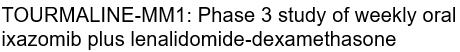 TOURMALINE-MM1: Phase 3 study of weekly oral
ixazomib plus lenalidomide-dexamethasone